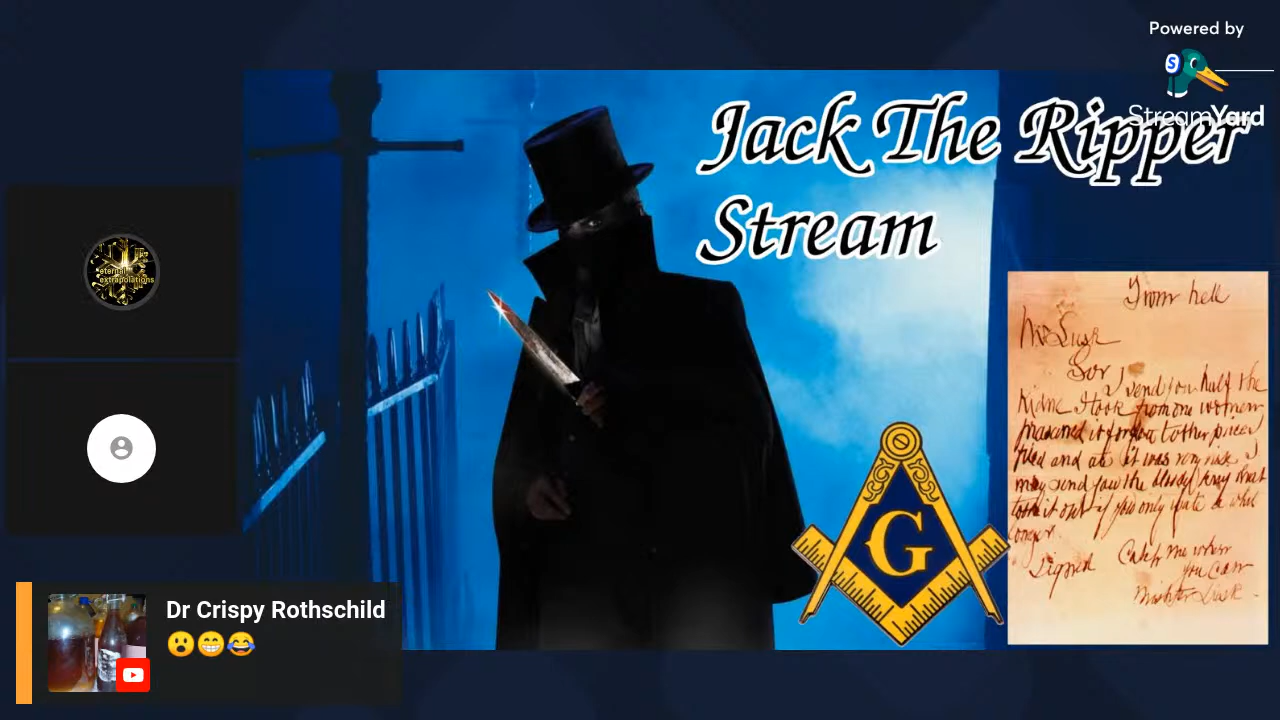 Powered by
StreamYard
Jack The Ripper
Stream
eternal
extrapolations
From hell
Mr Lusk
Sor
I send you half the
Kidne I took from one women
prasarved it for you tother piece I
fried and ate it was very nise I
may send you the bloody knif that
took it out if you only wate a whil
longer.
Signed Catch me when
you Can
Mishter Lusk.
G
Dr Crispy Rothschild
😮😁😂